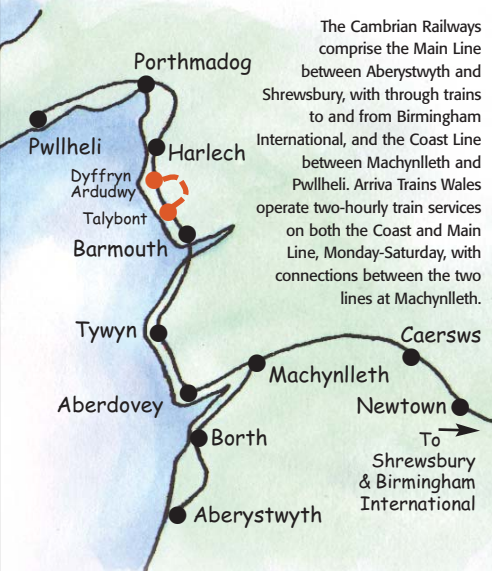 The Cambrian Railways
comprise the Main Line
between Aberystwyth and
Shrewsbury, with through trains
to and from Birmingham
International, and the Coast Line
between Machynlleth and
Pwllheli. Arriva Trains Wales
operate two-hourly train services
on both the Coast and Main
Line, Monday-Saturday, with
connections between the two
lines at Machynlleth.
Porthmadog
Pwllheli
Harlech
Dyffryn
Ardudwy
Talybont
Barmouth
Tywyn
Caersws
Machynlleth
Aberdovey
Newtown
To
Shrewsbury
& Birmingham
International
Borth
Aberystwyth